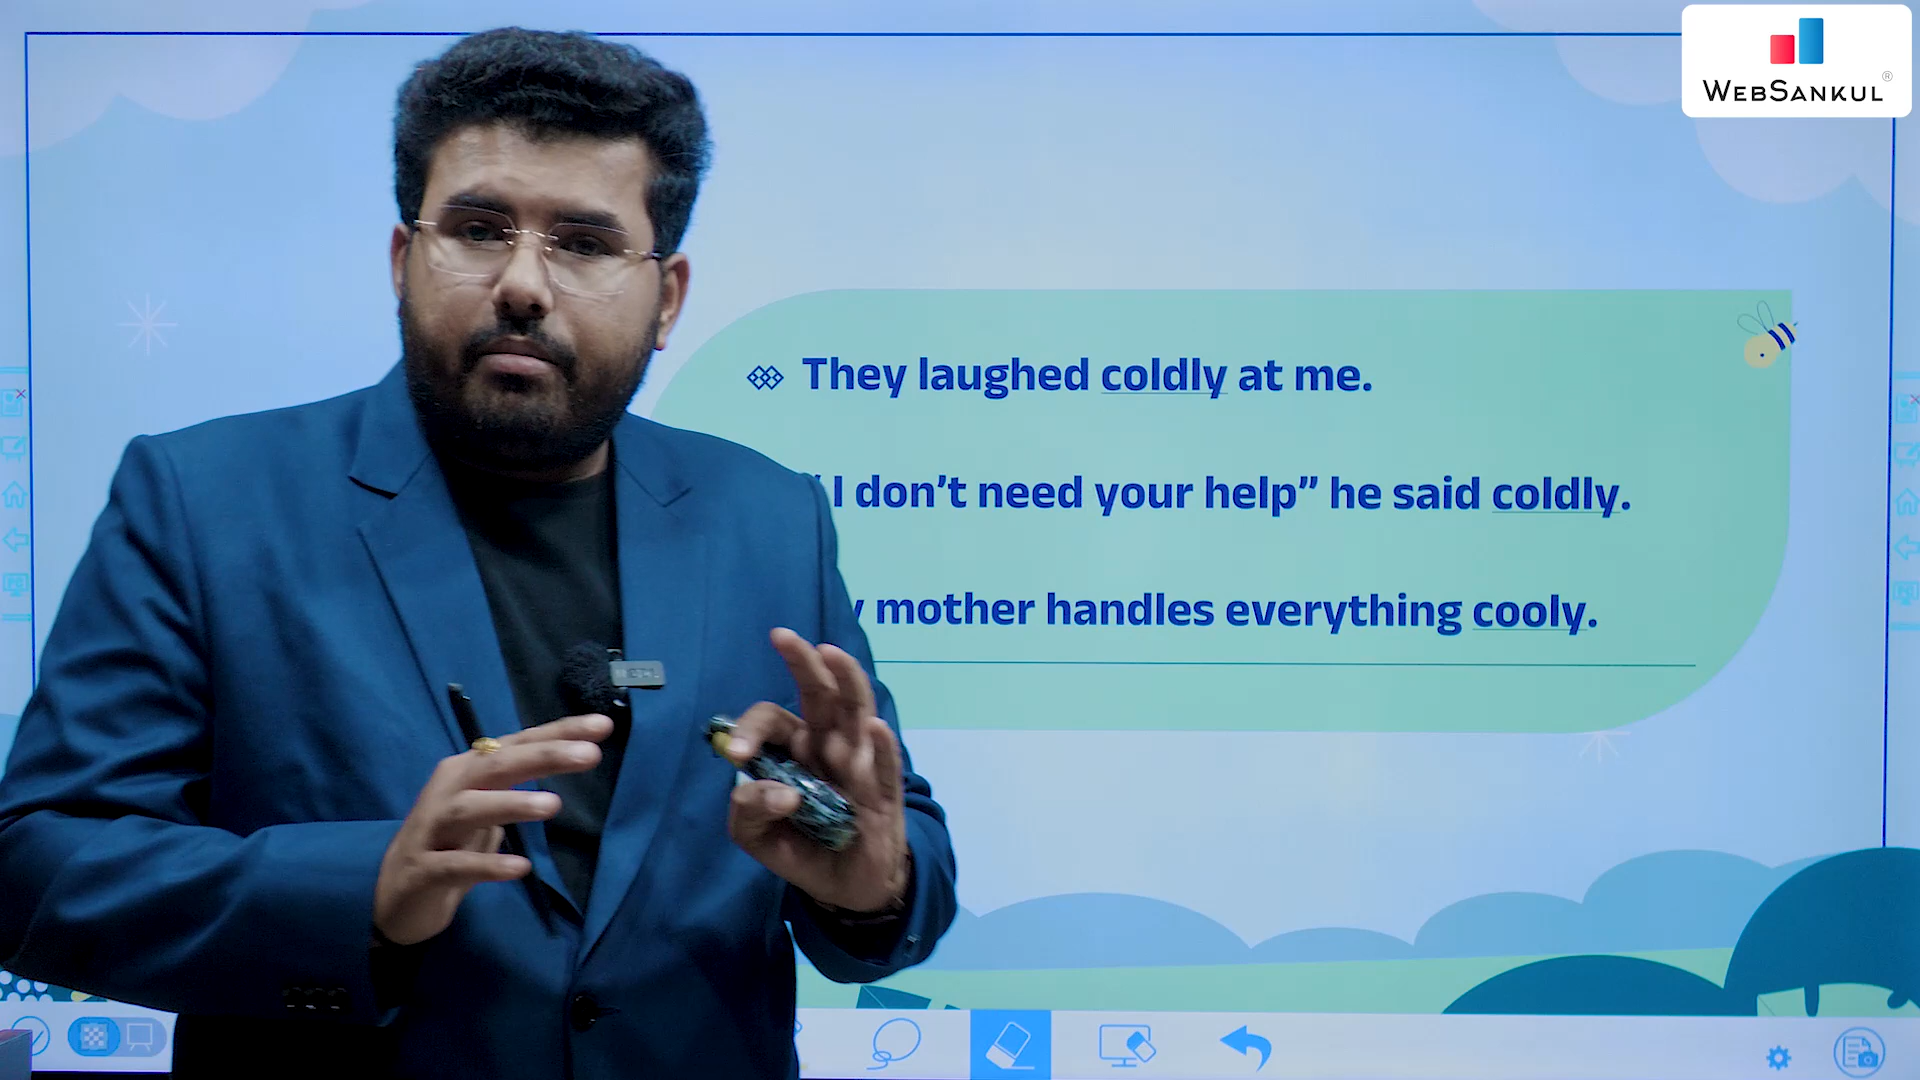 WEBSANKUL®
They laughed coldly at me.
“I don’t need your help” he said coldly.
mother handles everything cooly.